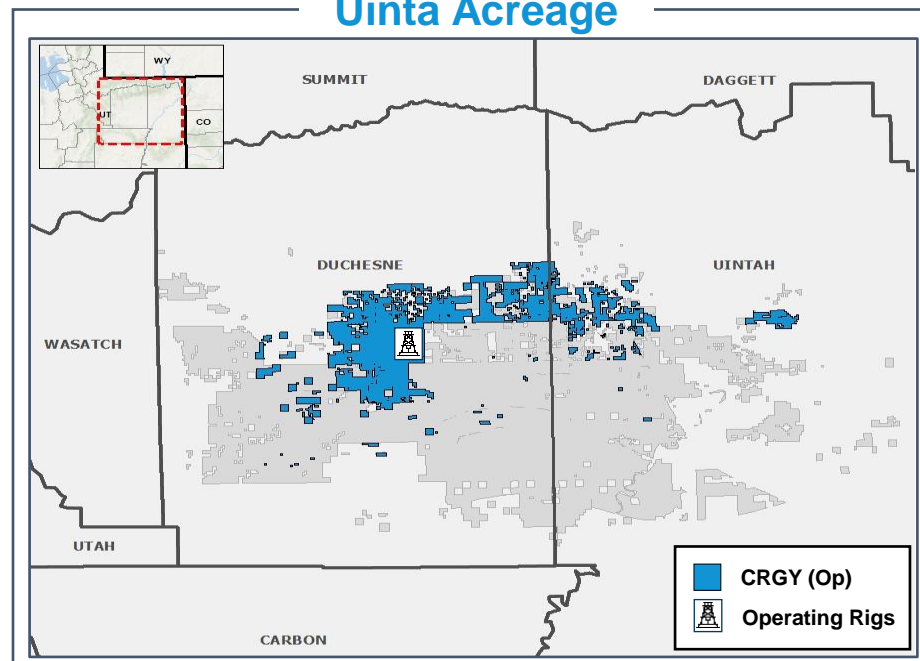 Uinta Acreage
WY
UT
CO
SUMMIT
DAGGETT
DUCHESNE
UINTAH
WASATCH
UTAH
CARBON
CRGY (Op)
Operating Rigs